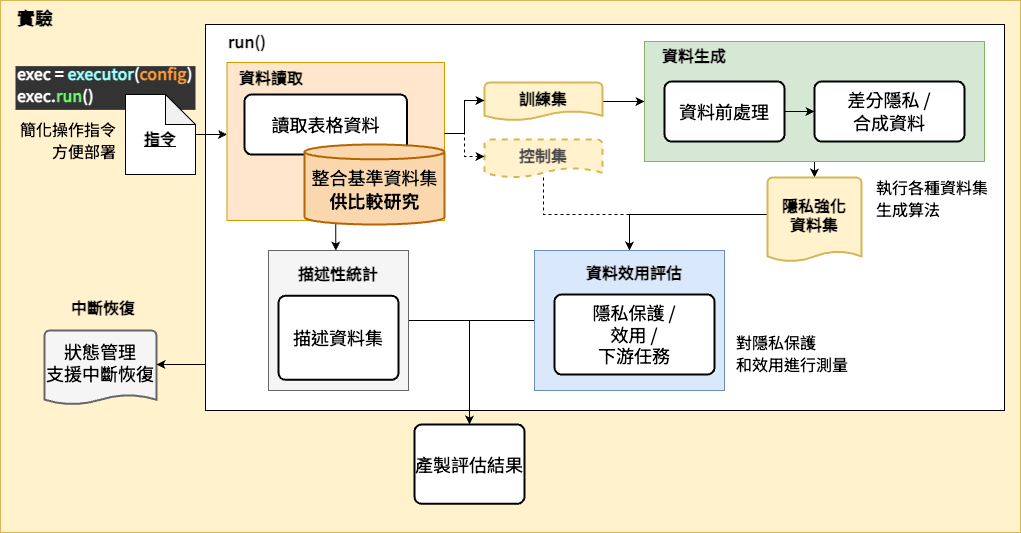 實驗
run()
exec = executor(config)
exec.run()
簡化操作指令
方便部署
指令
資料讀取
讀取表格資料
整合基準資料集
供比較研究
訓練集
控制集
資料生成
資料前處理
差分隱私 /
合成資料
隱私強化
資料集
執行各種資料集
生成算法
描述性統計
描述資料集
資料效用評估
隱私保護 /
效用 /
下游任務
對隱私保護
和效用進行測量
中斷恢復
狀態管理
支援中斷恢復
產製評估結果